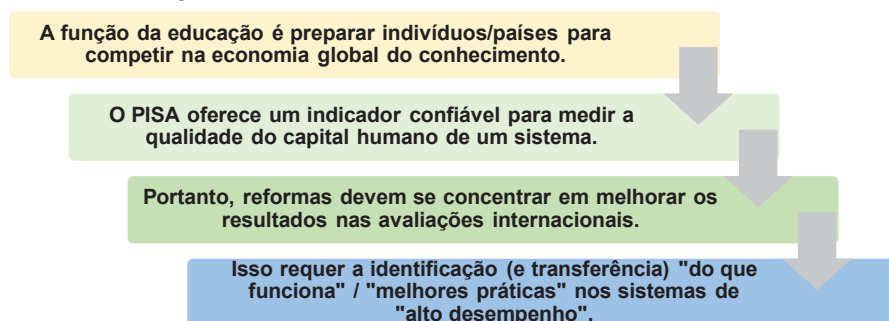 A função da educação é preparar indivíduos/países para
competir na economia global do conhecimento.
O PISA oferece um indicador confiável para medir a
qualidade do capital humano de um sistema.
Portanto, reformas devem se concentrar em melhorar os
resultados nas avaliações internacionais.
Isso requer a identificação (e transferência) "do que
funciona" / "melhores práticas" nos sistemas de
"alto desempenho".